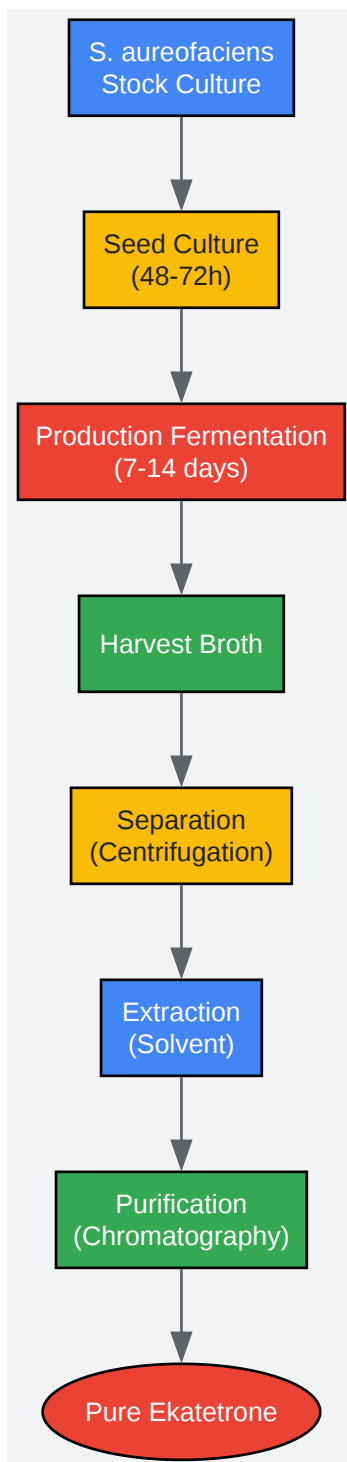 S. aureofaciens
Stock Culture
Seed Culture
(48-72h)
Production Fermentation
(7-14 days)
Harvest Broth
Separation
(Centrifugation)
Extraction
(Solvent)
Purification
(Chromatography)
Pure Ekatetrone